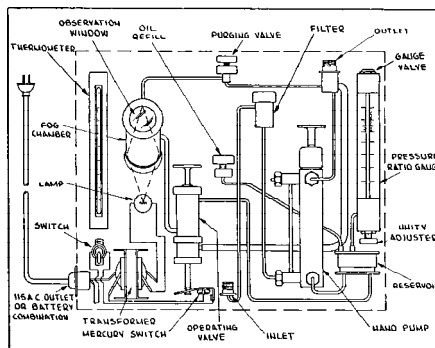 OBSERVATION
WINDOW
THERMOMETER
OIL
REFILL
PURGING VALVE
FILTER
OUTLET
GAUGE
VALVE
FOG
CHAMBER
LAMP
SWITCH
PRESSURE
RATIO GAUGE
UNITY
ADJUSTER
RESERVOIR
115 A.C. OUTLET
OR BATTERY
COMBINATION
TRANSFORMER
MERCURY SWITCH
OPERATING
VALVE
INLET
HAND PUMP